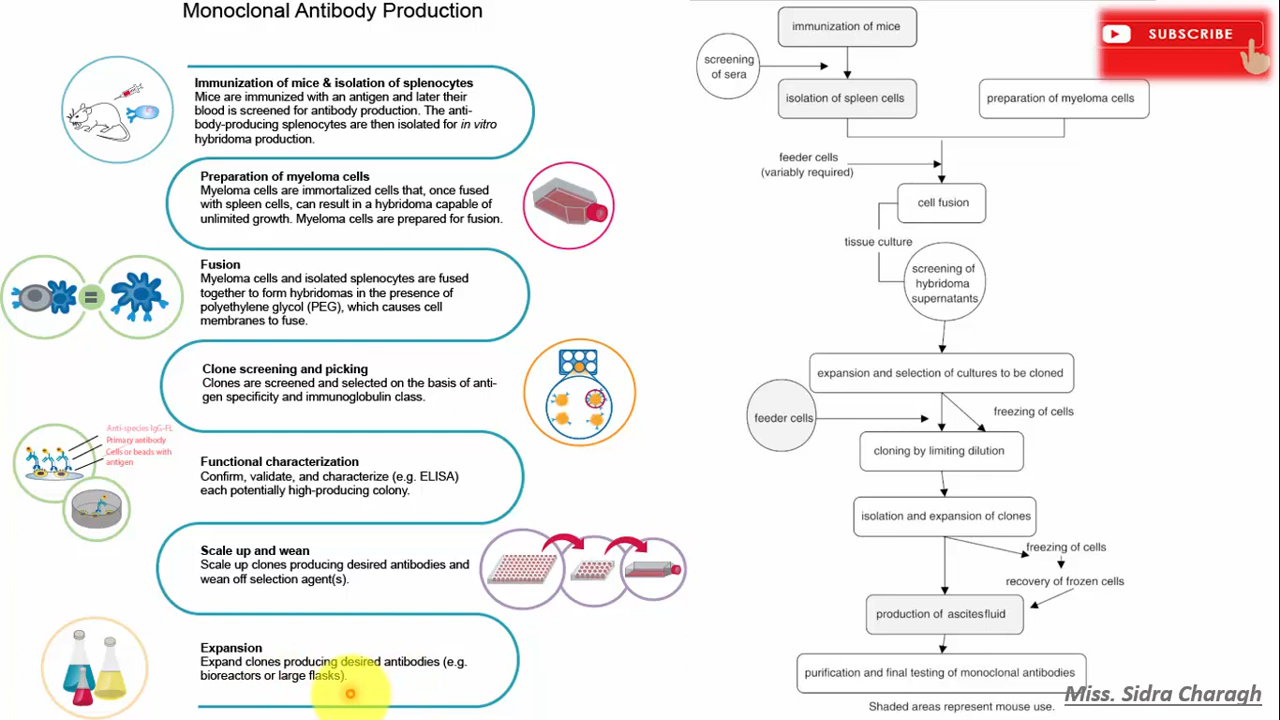 Monoclonal Antibody Production
Immunization of mice & isolation of splenocytes
Mice are immunized with an antigen and later their
blood is screened for antibody production. The anti-
body-producing splenocytes are then isolated for in vitro
hybridoma production.
Preparation of myeloma cells
Myeloma cells are immortalized cells that, once fused
with spleen cells, can result in a hybridoma capable of
unlimited growth. Myeloma cells are prepared for fusion.
Fusion
Myeloma cells and isolated splenocytes are fused
together to form hybridomas in the presence of
polyethylene glycol (PEG), which causes cell
membranes to fuse.
Clone screening and picking
Clones are screened and selected on the basis of anti-
gen specificity and immunoglobulin class.
Anti-species IgG-FL
Primary antibody
Cells or beads with
antigen
Functional characterization
Confirm, validate, and characterize (e.g. ELISA)
each potentially high-producing colony.
Scale up and wean
Scale up clones producing desired antibodies and
wean off selection agent(s).
Expansion
Expand clones producing desired antibodies (e.g.
bioreactors or large flasks).
immunization of mice
SUBSCRIBE
screening
of sera
isolation of spleen cells
preparation of myeloma cells
feeder cells
(variably required)
cell fusion
tissue culture
screening of
hybridoma
supernatants
expansion and selection of cultures to be cloned
feeder cells
freezing of cells
cloning by limiting dilution
isolation and expansion of clones
freezing of cells
recovery of frozen cells
production of ascites fluid
purification and final testing of monoclonal antibodies
Miss. Sidra Charagh
Shaded areas represent mouse use.